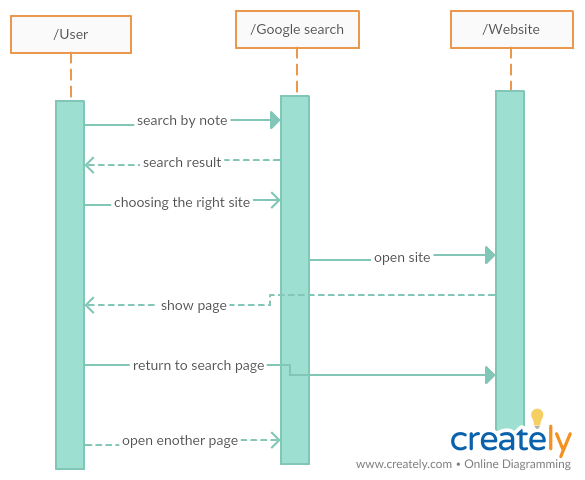 /User
/Google search
/Website
search by note
search result
choosing the right site
open site
show page
return to search page
open enother page
creately
www.creately.com • Online Diagramming